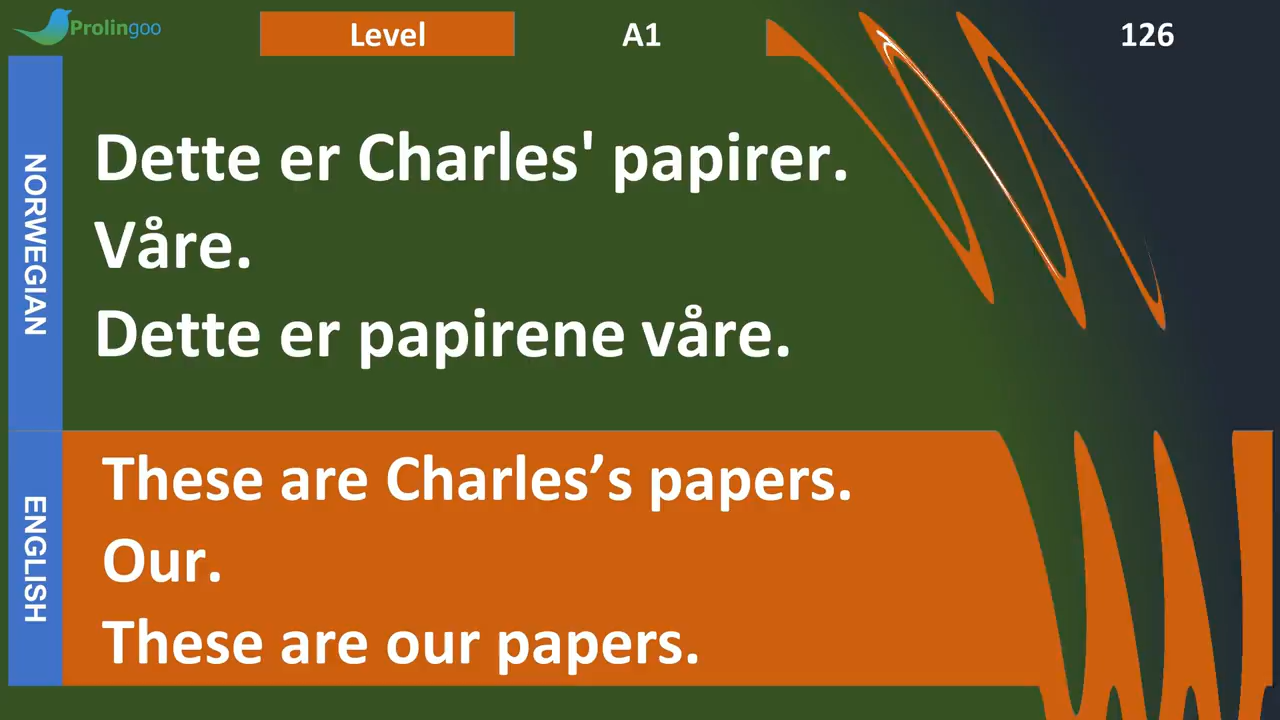 Prolingoo
Level
A1
126
NORWEGIAN
Dette er Charles' papirer.
Våre.
Dette er papirene våre.
ENGLISH
These are Charles’s papers.
Our.
These are our papers.